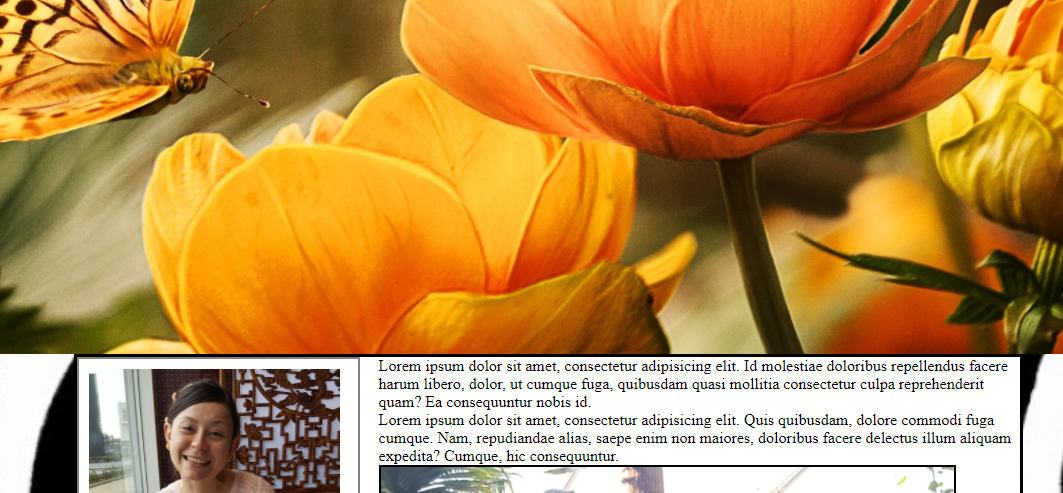 Lorem ipsum dolor sit amet, consectetur adipisicing elit. Id molestiae doloribus repellendus facere
harum libero, dolor, ut cumque fuga, quibusdam quasi mollitia consectetur culpa reprehenderit
quam? Ea consequuntur nobis id.
Lorem ipsum dolor sit amet, consectetur adipisicing elit. Quis quibusdam, dolore commodi fuga
cumque. Nam, repudiandae alias, saepe enim non maiores, doloribus facere delectus illum aliquam
expedita? Cumque, hic consequuntur.